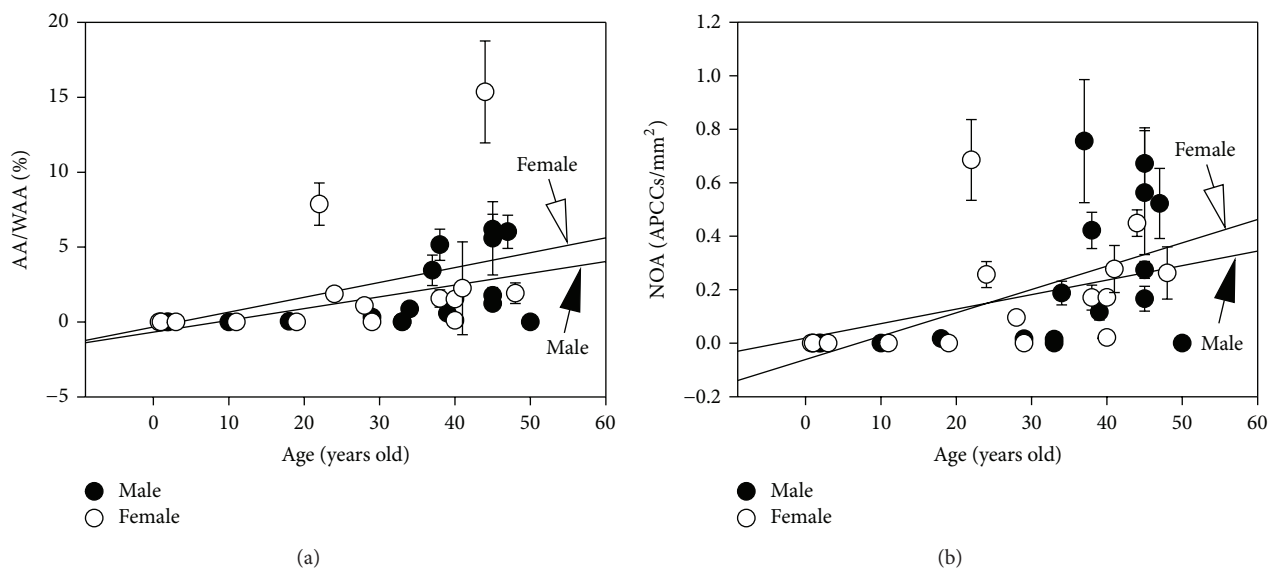 20
15
10
5
0
−5
AA/WAA (%)
Female
Male
0 10 20 30 40 50 60
Age (years old)
Male
Female
(a)
1.2
1.0
0.8
0.6
0.4
0.2
0.0
−0.2
NOA (APCCs/mm²)
Female
Male
0 10 20 30 40 50 60
Age (years old)
Male
Female
(b)